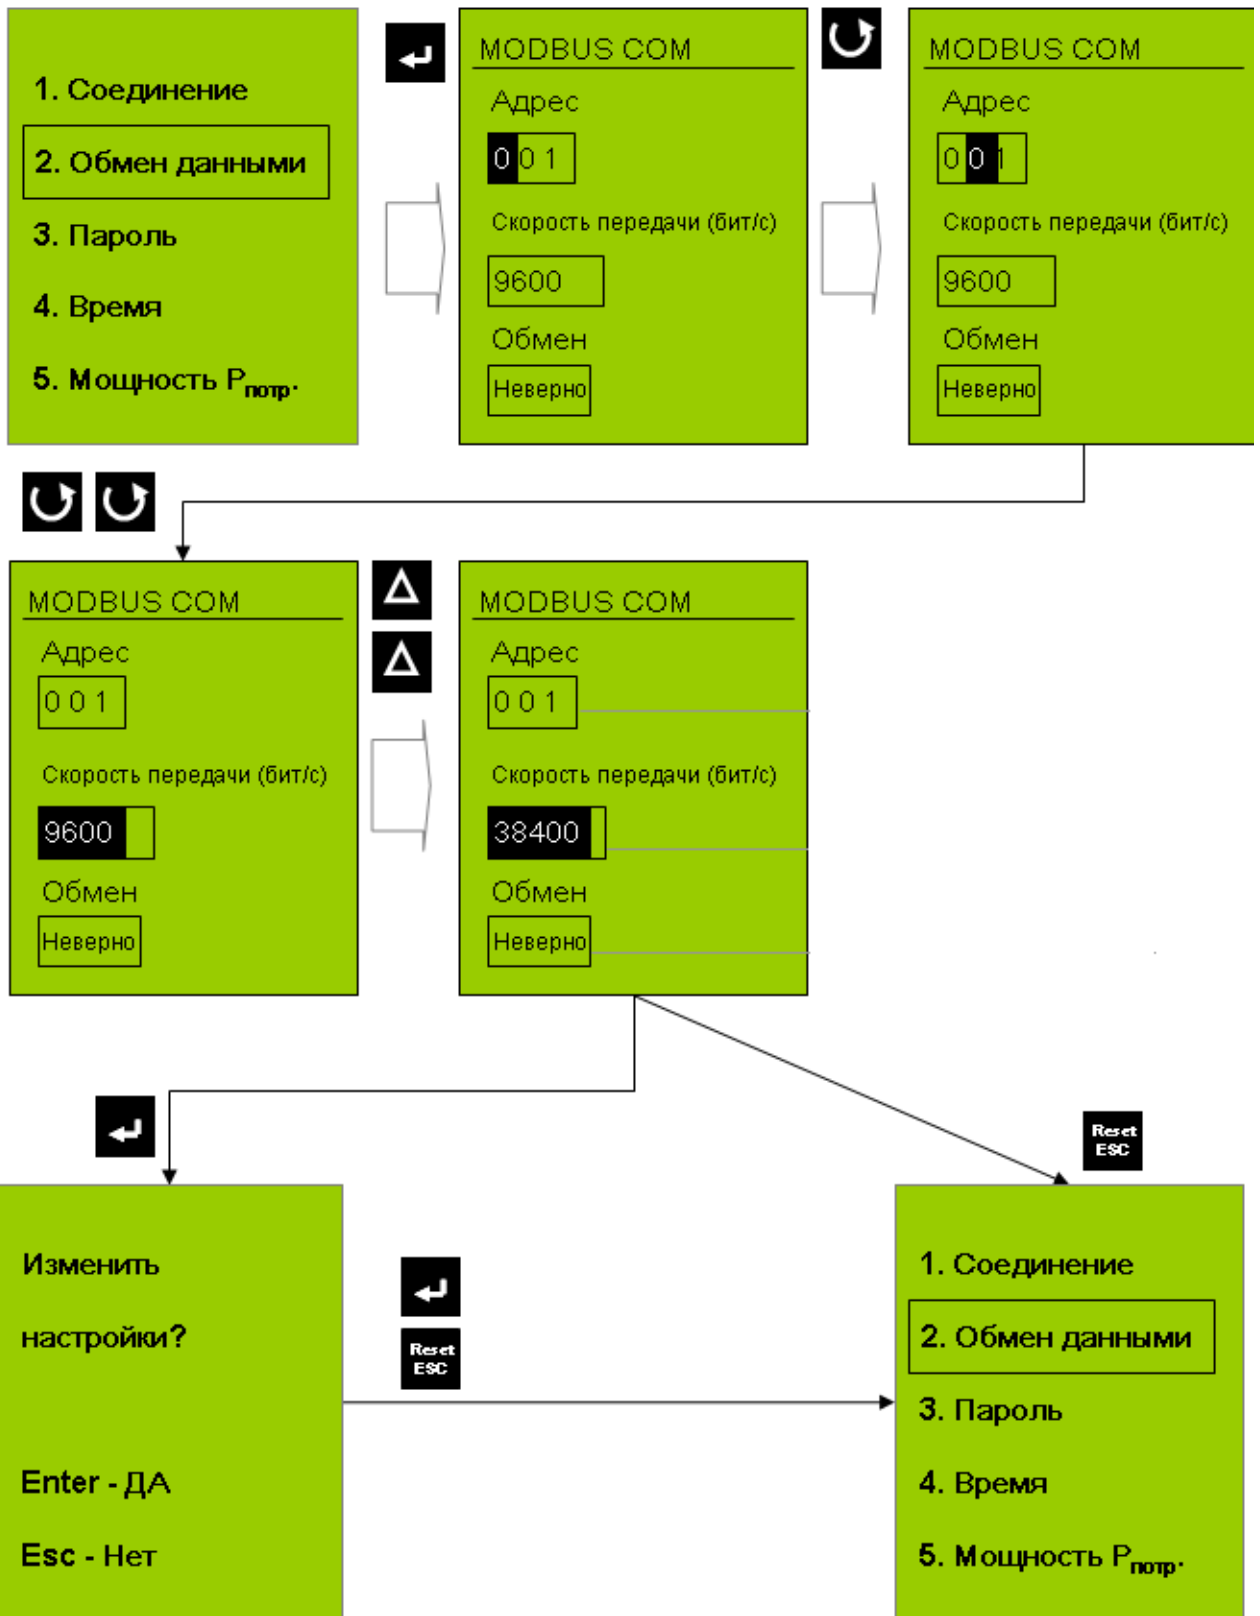 1. Соединение
2. Обмен данными
3. Пароль
4. Время
5. Мощность Pпотр.
MODBUS COM
Адрес
0 0 1
Скорость передачи (бит/с)
9600
Обмен
Неверно
MODBUS COM
Адрес
0 0 1
Скорость передачи (бит/с)
9600
Обмен
Неверно
MODBUS COM
Адрес
0 0 1
Скорость передачи (бит/с)
9600
Обмен
Неверно
MODBUS COM
Адрес
0 0 1
Скорость передачи (бит/с)
38400
Обмен
Неверно
Reset
ESC
Изменить
настройки?
Enter - ДА
Esc - Нет
Reset
ESC
1. Соединение
2. Обмен данными
3. Пароль
4. Время
5. Мощность Pпотр.